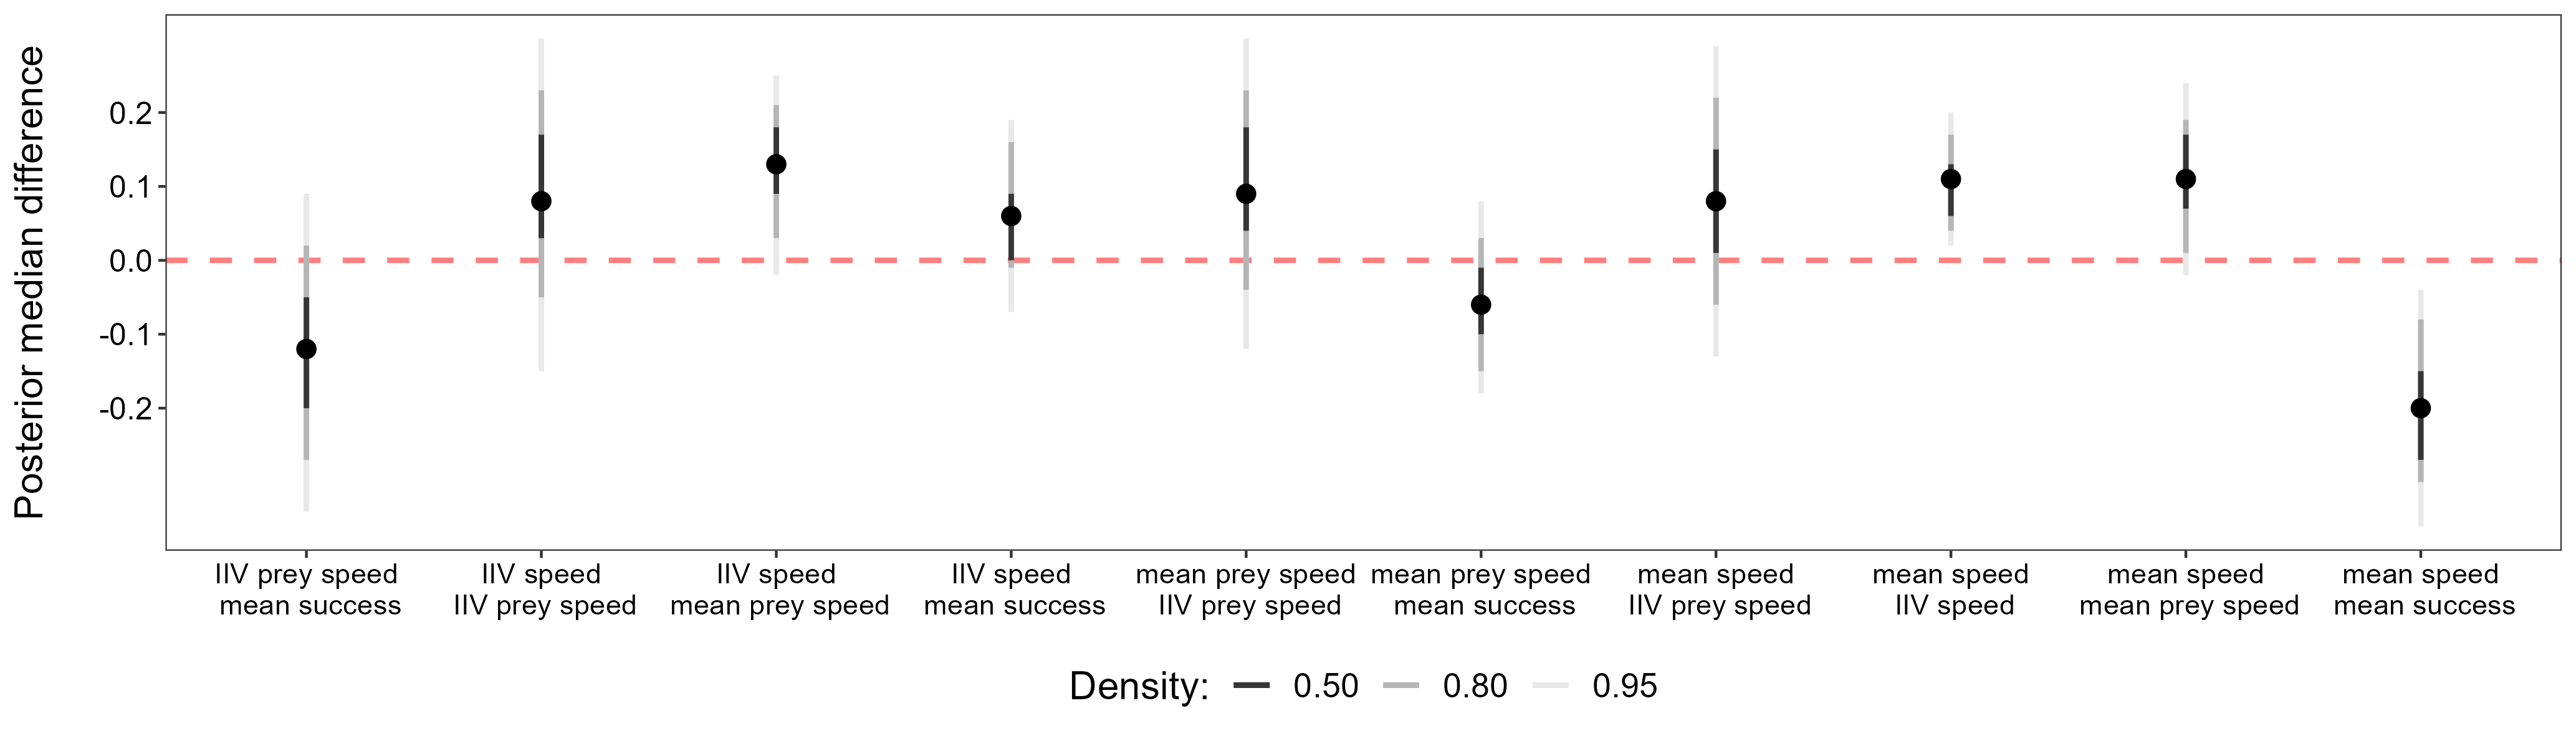 Posterior median difference
0.2
0.1
0.0
-0.1
-0.2
IIV prey speed
mean success
IIV speed
IIV prey speed
IIV speed
mean prey speed
IIV speed
mean success
mean prey speed
IIV prey speed
mean prey speed
mean success
mean speed
IIV prey speed
mean speed
IIV speed
mean speed
mean prey speed
mean speed
mean success
Density: 0.50 0.80 0.95